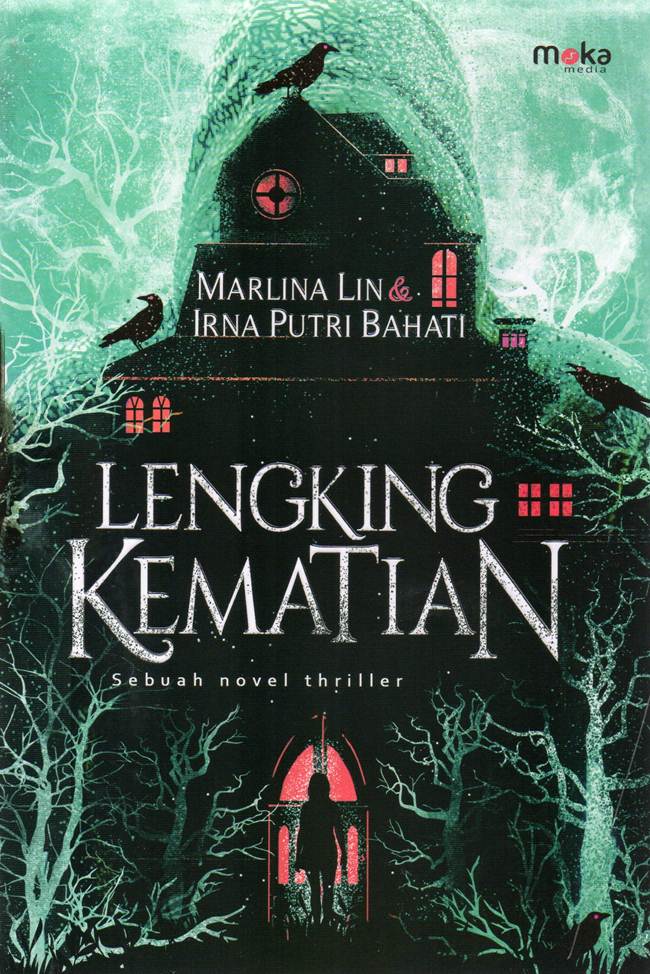 moka
media
MARLINA LIN &
IRNA PUTRI BAHATI
LENGKING
KEMATIAN
Sebuah novel thriller